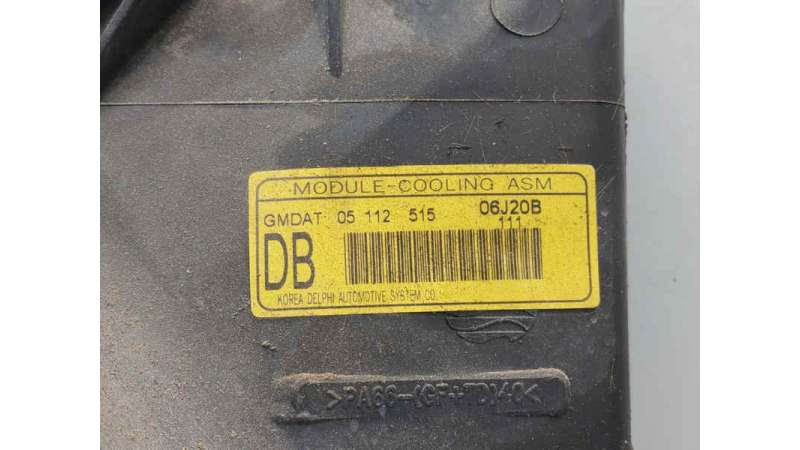 MODULE-COOLING ASM
GMDAT 05 112 515 06J20B
111
DB
KOREA DELPHI AUTOMOTIVE SYSTEM CO.
>PA66-(GF+TD)40<